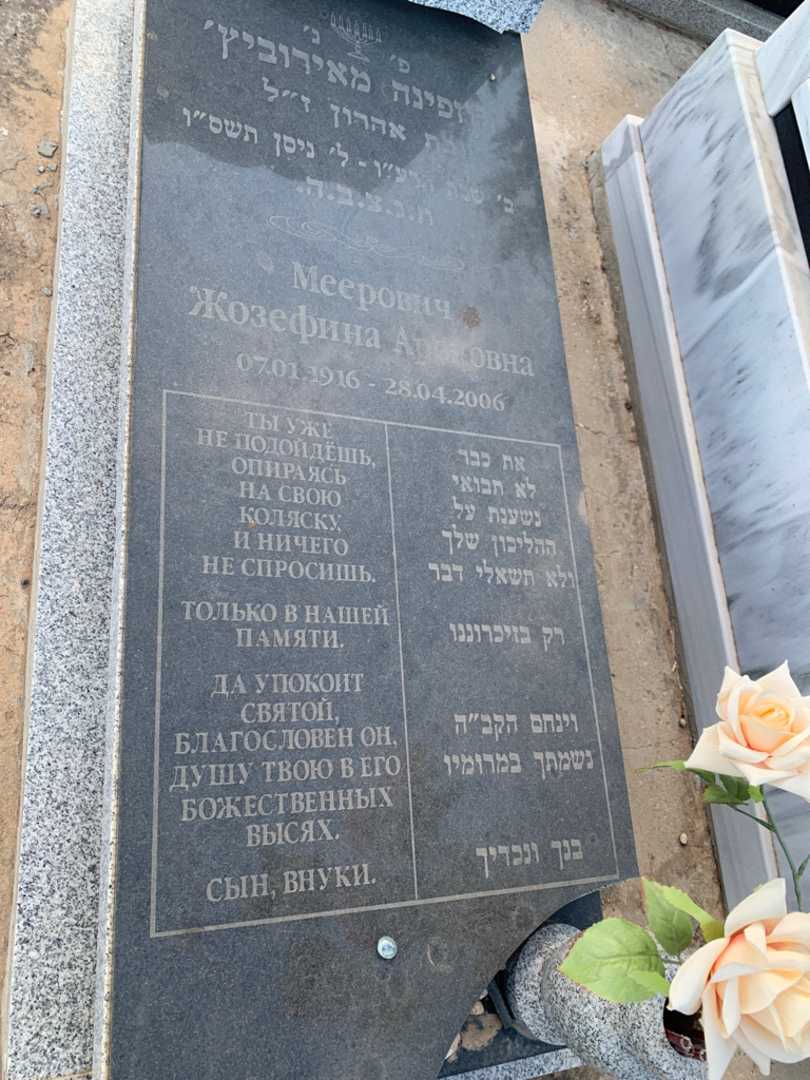 פ׳ נ׳
מאירוביץ׳
אהרון ז״ל
ב׳ שבט תרע״ו - ל׳ ניסן תשס״ו
ת.נ.צ.ב.ה.
Меерович
Жозефина Ароновна
07.01.1916 - 28.04.2006
ТЫ УЖЕ
НЕ ПОДОЙДЁШЬ,
ОПИРАЯСЬ
НА СВОЮ
КОЛЯСКУ,
И НИЧЕГО
НЕ СПРОСИШЬ.
ТОЛЬКО В НАШЕЙ
ПАМЯТИ.
ДА УПОКОИТ
СВЯТОЙ,
БЛАГОСЛОВЕН ОН,
ДУШУ ТВОЮ В ЕГО
БОЖЕСТВЕННЫХ
ВЫСЯХ.
СЫН, ВНУКИ.
את כבר
לא תבואי
נשענת על
ההליכון שלך
ולא תשאלי דבר
רק בזיכרוננו
וינחם הקב״ה
נשמתך במרומיו
בנך ונכדיך